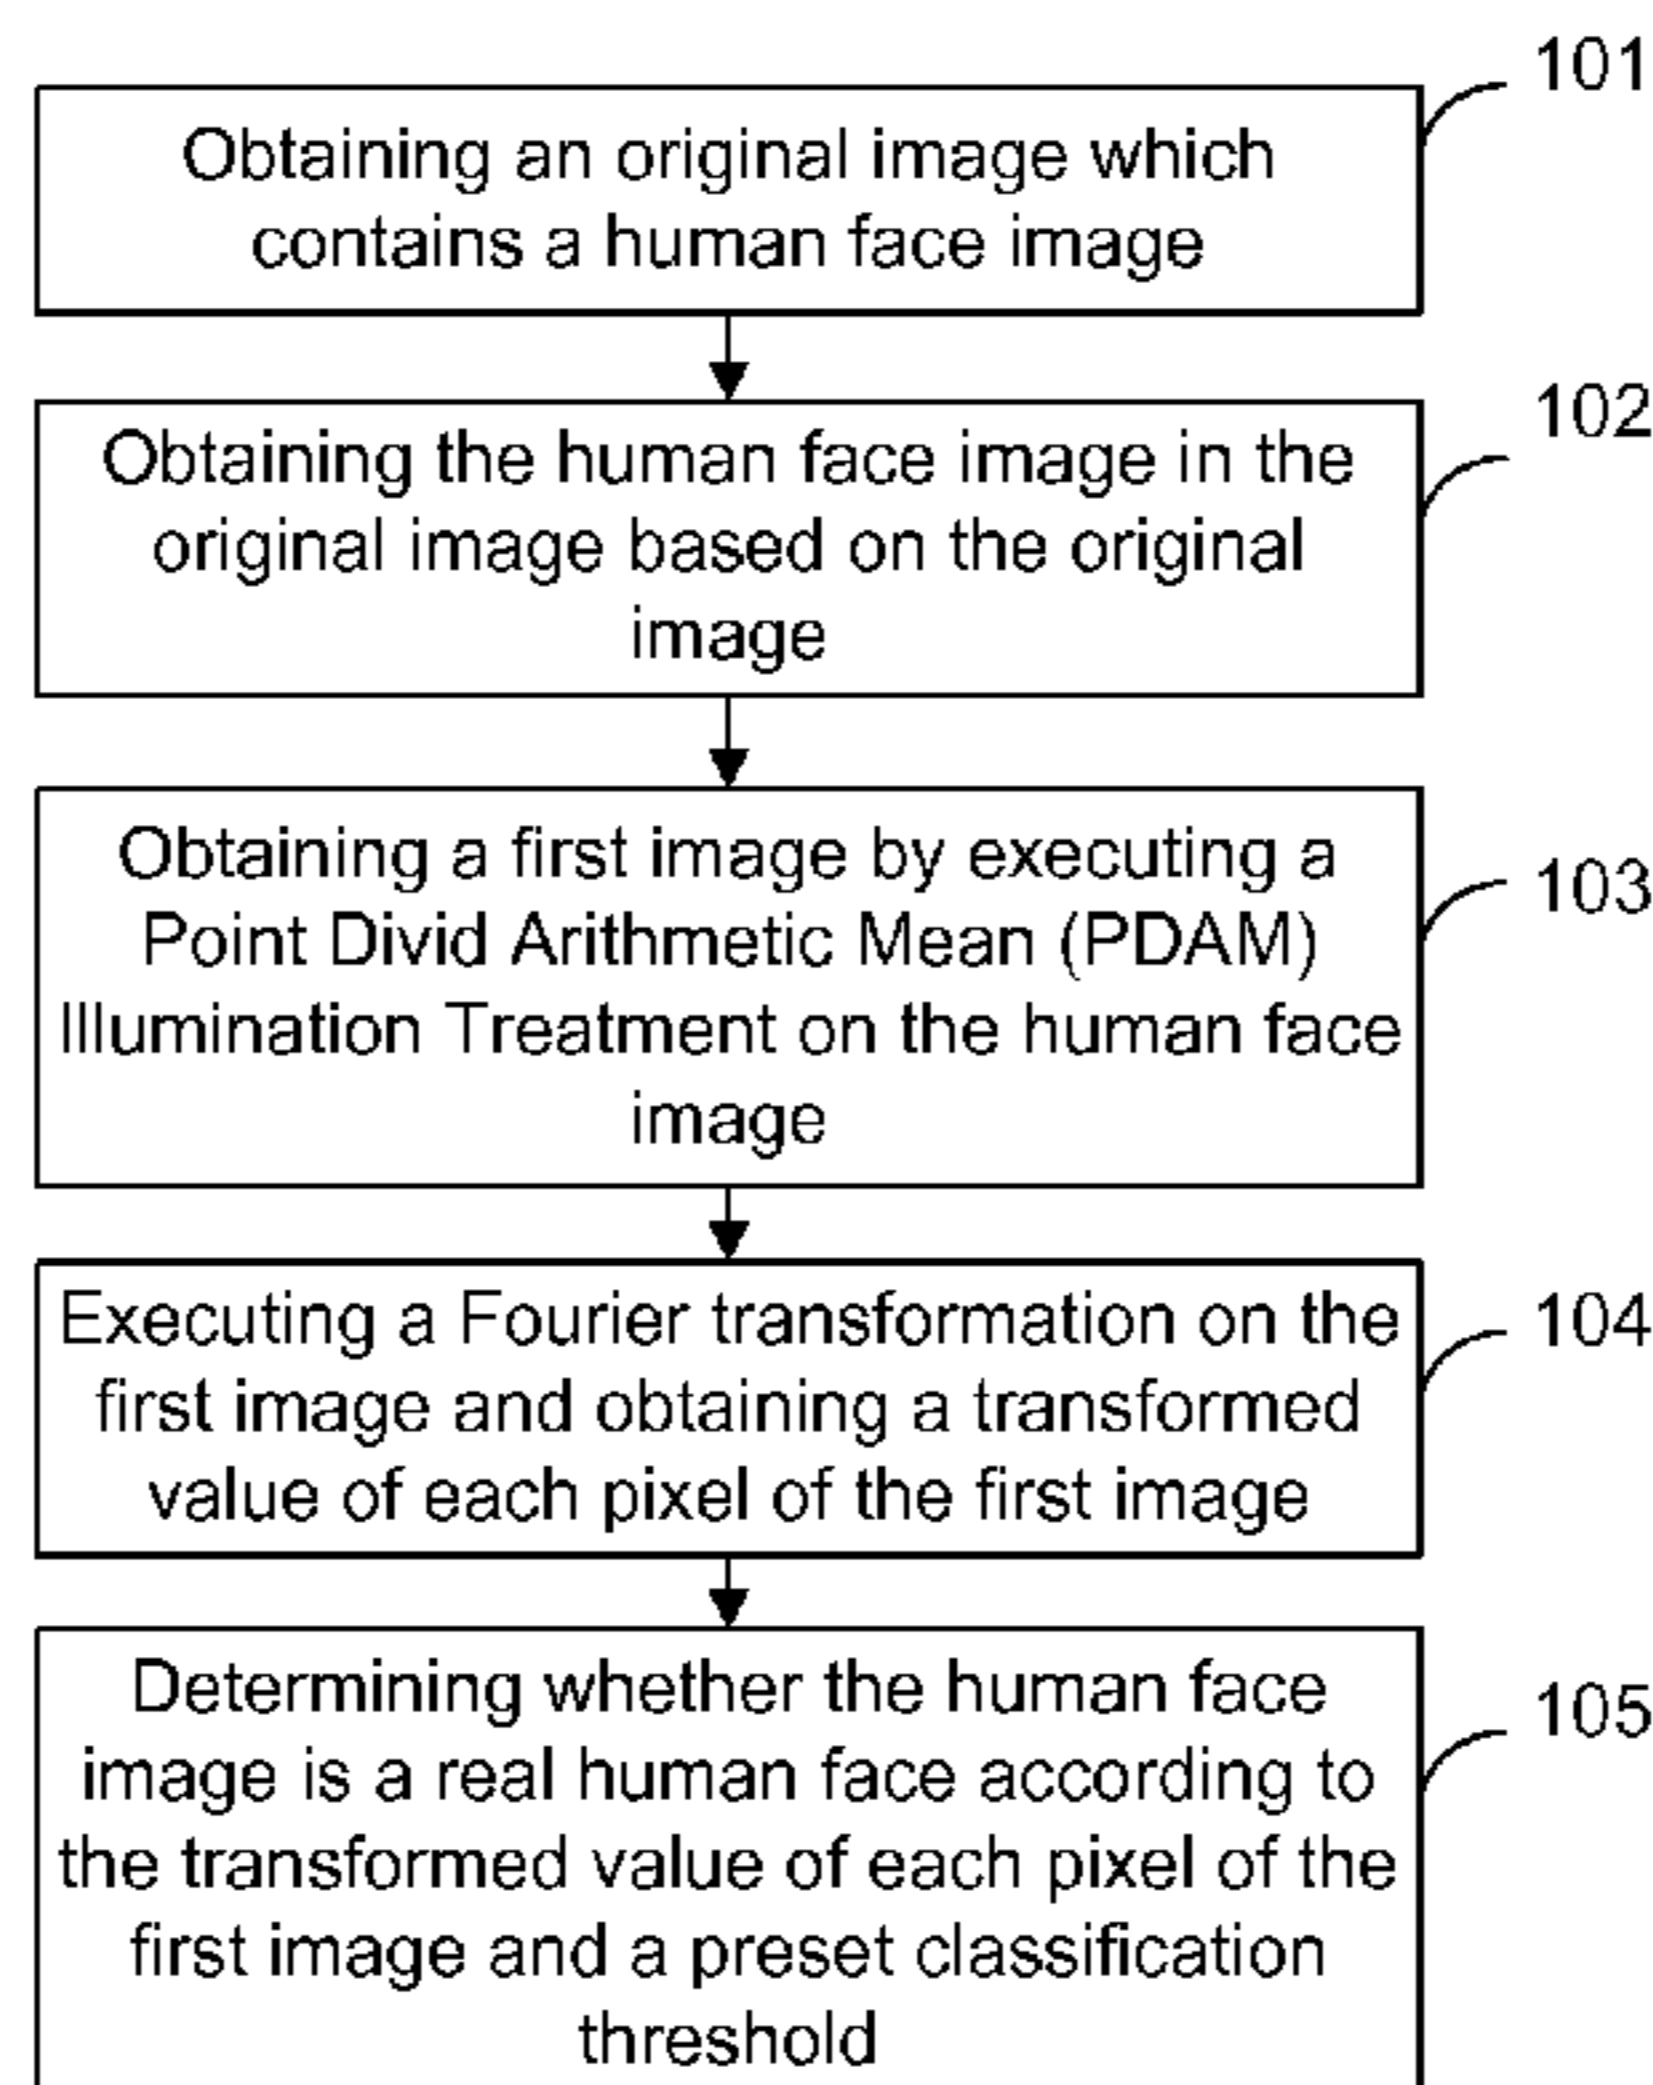 101
Obtaining an original image which
contains a human face image
102
Obtaining the human face image in the
original image based on the original
image
103
Obtaining a first image by executing a
Point Divid Arithmetic Mean (PDAM)
Illumination Treatment on the human face
image
104
Executing a Fourier transformation on the
first image and obtaining a transformed
value of each pixel of the first image
105
Determining whether the human face
image is a real human face according to
the transformed value of each pixel of the
first image and a preset classification
threshold